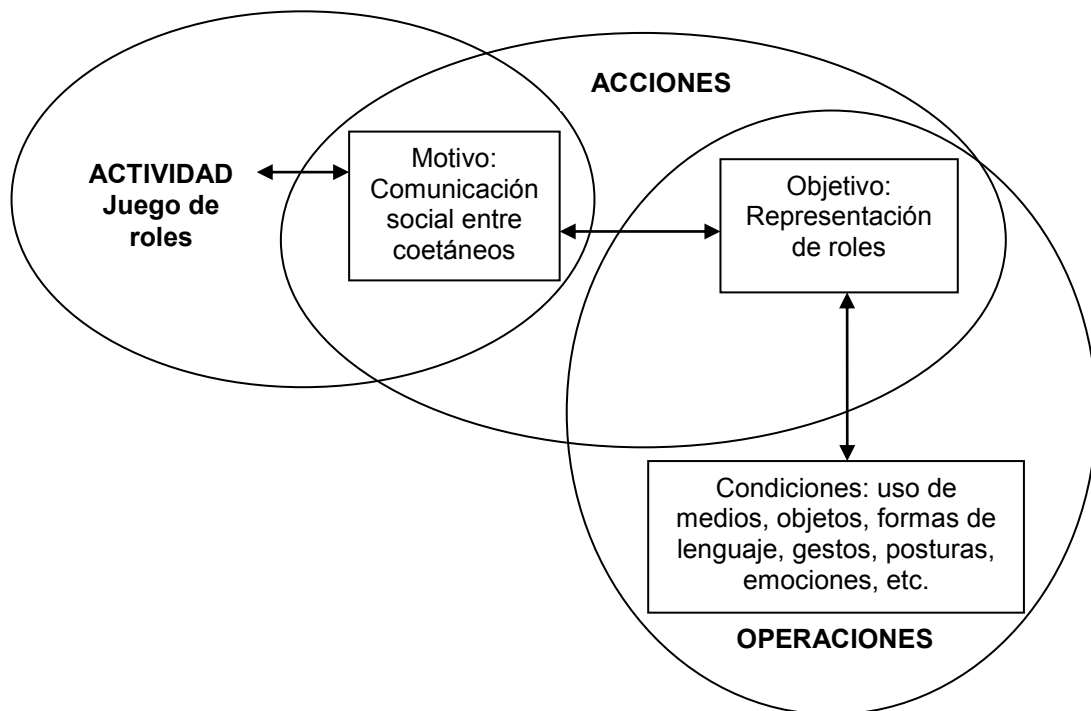 ACCIONES
ACTIVIDAD
Juego de
roles
Motivo:
Comunicación
social entre
coetáneos
Objetivo:
Representación
de roles
Condiciones: uso de
medios, objetos, formas de
lenguaje, gestos, posturas,
emociones, etc.
OPERACIONES